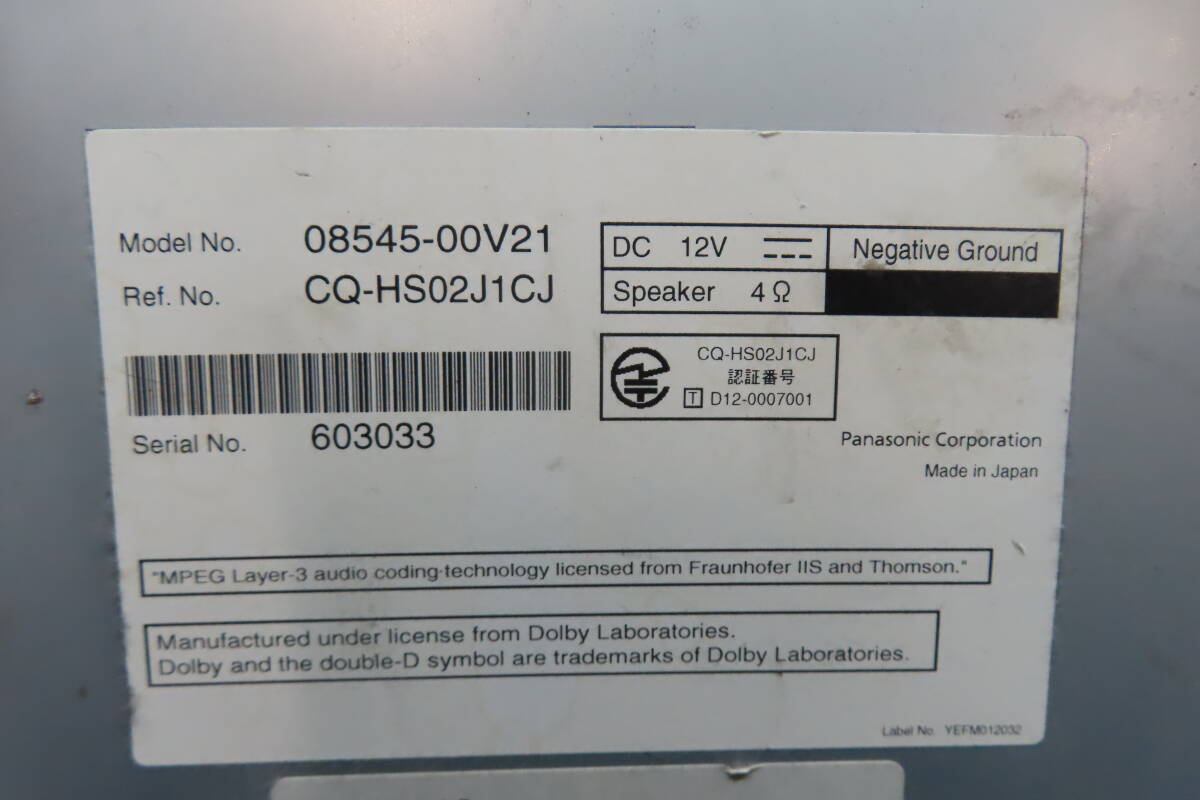 Model No. 08545-00V21
Ref. No. CQ-HS02J1CJ
DC 12V Negative Ground
Speaker 4Ω
CQ-HS02J1CJ
認証番号
T D12-0007001
Serial No. 603033
Panasonic Corporation
Made in Japan
"MPEG Layer-3 audio coding technology licensed from Fraunhofer IIS and Thomson."
Manufactured under license from Dolby Laboratories.
Dolby and the double-D symbol are trademarks of Dolby Laboratories.
Label No. YEFM012032